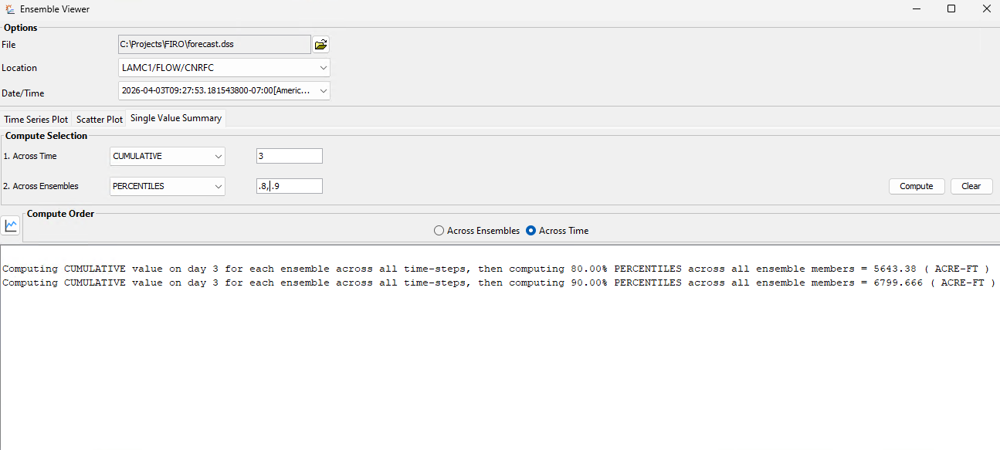 Ensemble Viewer
Options
File C:\Projects\FIRO\forecast.dss
Location LAMC1/FLOW/CNRFC
Date/Time 2026-04-03T09:27:53.181543800-07:00[Americ...
Time Series Plot Scatter Plot Single Value Summary
Compute Selection
1. Across Time CUMULATIVE 3
2. Across Ensembles PERCENTILES .8,.9 Compute Clear
Compute Order
Across Ensembles Across Time
Computing CUMULATIVE value on day 3 for each ensemble across all time-steps, then computing 80.00% PERCENTILES across all ensemble members = 5643.38 ( ACRE-FT )
Computing CUMULATIVE value on day 3 for each ensemble across all time-steps, then computing 90.00% PERCENTILES across all ensemble members = 6799.666 ( ACRE-FT )